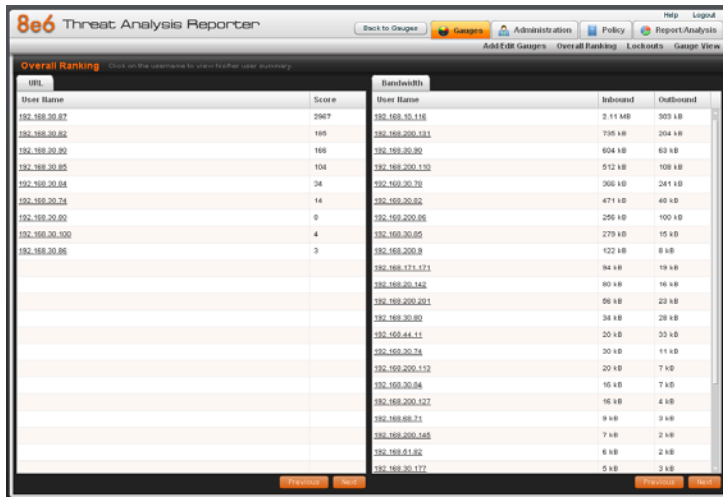 Help Logout
8e6 Threat Analysis Reporter
Back to Gauges Gauges Administration Policy Report/Analysis
Add/Edit Gauges Overall Ranking Lockouts Gauge View
Overall Ranking Click on the username to view his/her user summary.
URL
User Name Score
192.168.30.87 2967
192.168.30.82 185
192.168.30.90 166
192.168.30.85 104
192.168.30.84 34
192.168.30.74 14
192.168.30.80
192.168.30.100 4
192.168.30.86 3
Previous Next
Bandwidth
User Name Inbound Outbound
192.168.10.116 2.11 MB 303 kB
192.168.200.131 735 kB 204 kB
192.168.30.90 604 kB 63 kB
192.168.200.110 512 kB 108 kB
192.168.30.70 241 kB
192.168.30.82 471 kB
192.168.200.86 256 kB 100 kB
192.168.30.85 279 kB 15 kB
192.168.200.9 122 kB 8 kB
192.168.171.171 94 kB 19 kB
192.168.20.142 80 kB 16 kB
192.168.200.201 56 kB 23 kB
192.168.30.80 34 kB 28 kB
192.168.44.11 20 kB 33 kB
192.168.30.74 30 kB 11 kB
192.168.200.113 20 kB 7 kB
192.168.30.84 16 kB 7 kB
192.168.200.127 16 kB 4 kB
192.168.68.71 9 kB 3 kB
192.168.200.145 7 kB 2 kB
192.168.51.82 6 kB 2 kB
192.168.30.177 5 kB 3 kB
Previous Next